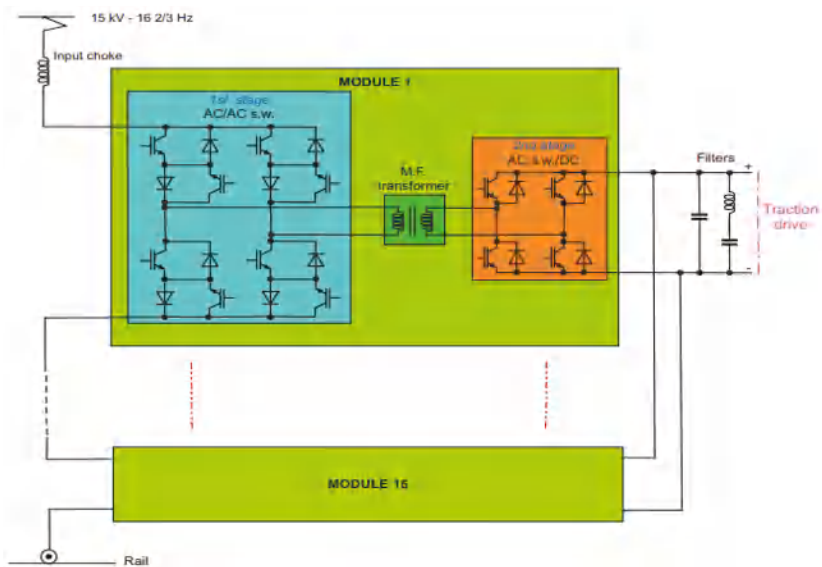 15 kV - 16 2/3 Hz
Input choke
MODULE 1
1st stage
AC/AC s.w.
2nd stage
AC s.w./DC
M.F.
transformer
Filters
+
Traction
drive
-
MODULE 16
Rail